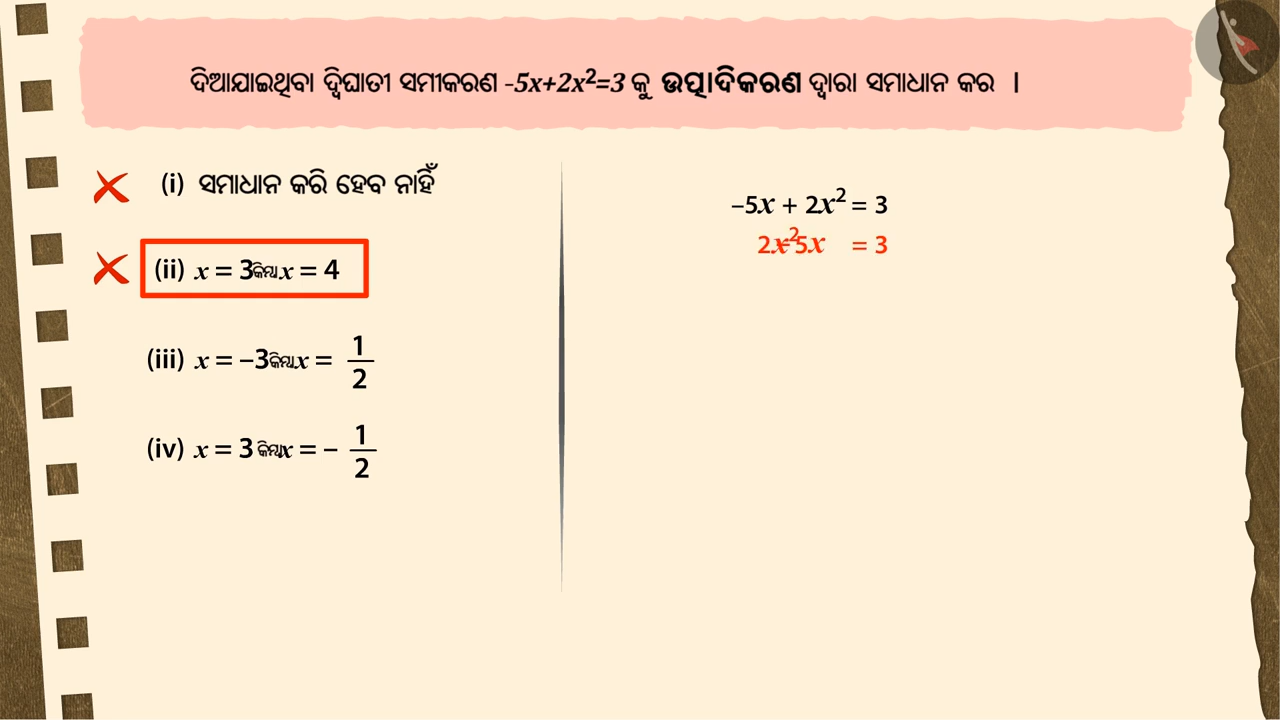 ଦିଆଯାଇଥିବା ଦ୍ଵିଘାତୀ ସମୀକରଣ -5x+2x²=3 କୁ ଉତ୍ପାଦିକରଣ ଦ୍ଵାରା ସମାଧାନ କର ।
(i) ସମାଧାନ କରି ହେବ ନାହିଁ
(ii) x = 3 କିମ୍ବା x = 4
(iii) x = –3 କିମ୍ବା x = 1/2
(iv) x = 3 କିମ୍ବା x = – 1/2
–5x + 2x² = 3
2x² – 5x = 3